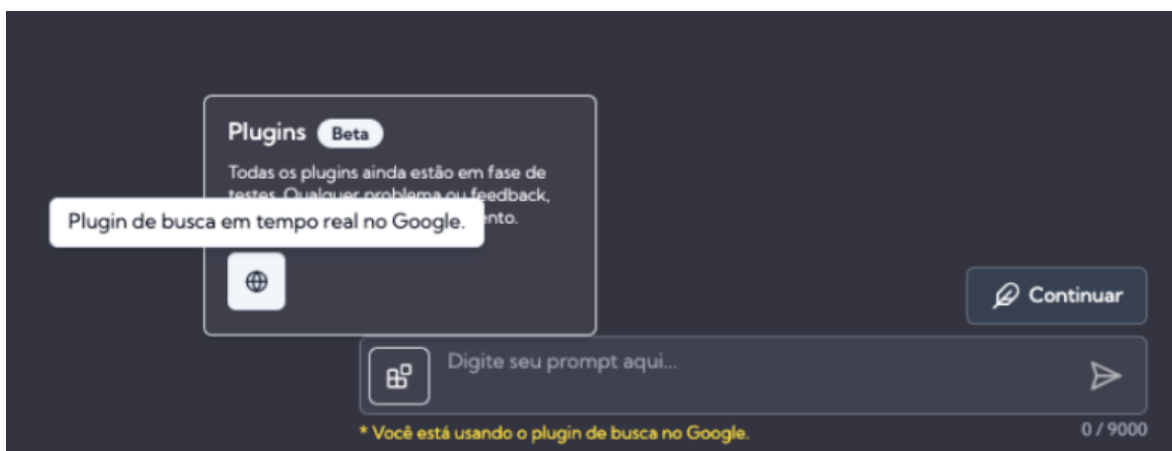 Plugins Beta
Todas os plugins ainda estão em fase de
testes. Qualquer problema ou feedback,
Plugin de busca em tempo real no Google.
nto.
Continuar
Digite seu prompt aqui...
* Você está usando o plugin de busca no Google.
0 / 9000